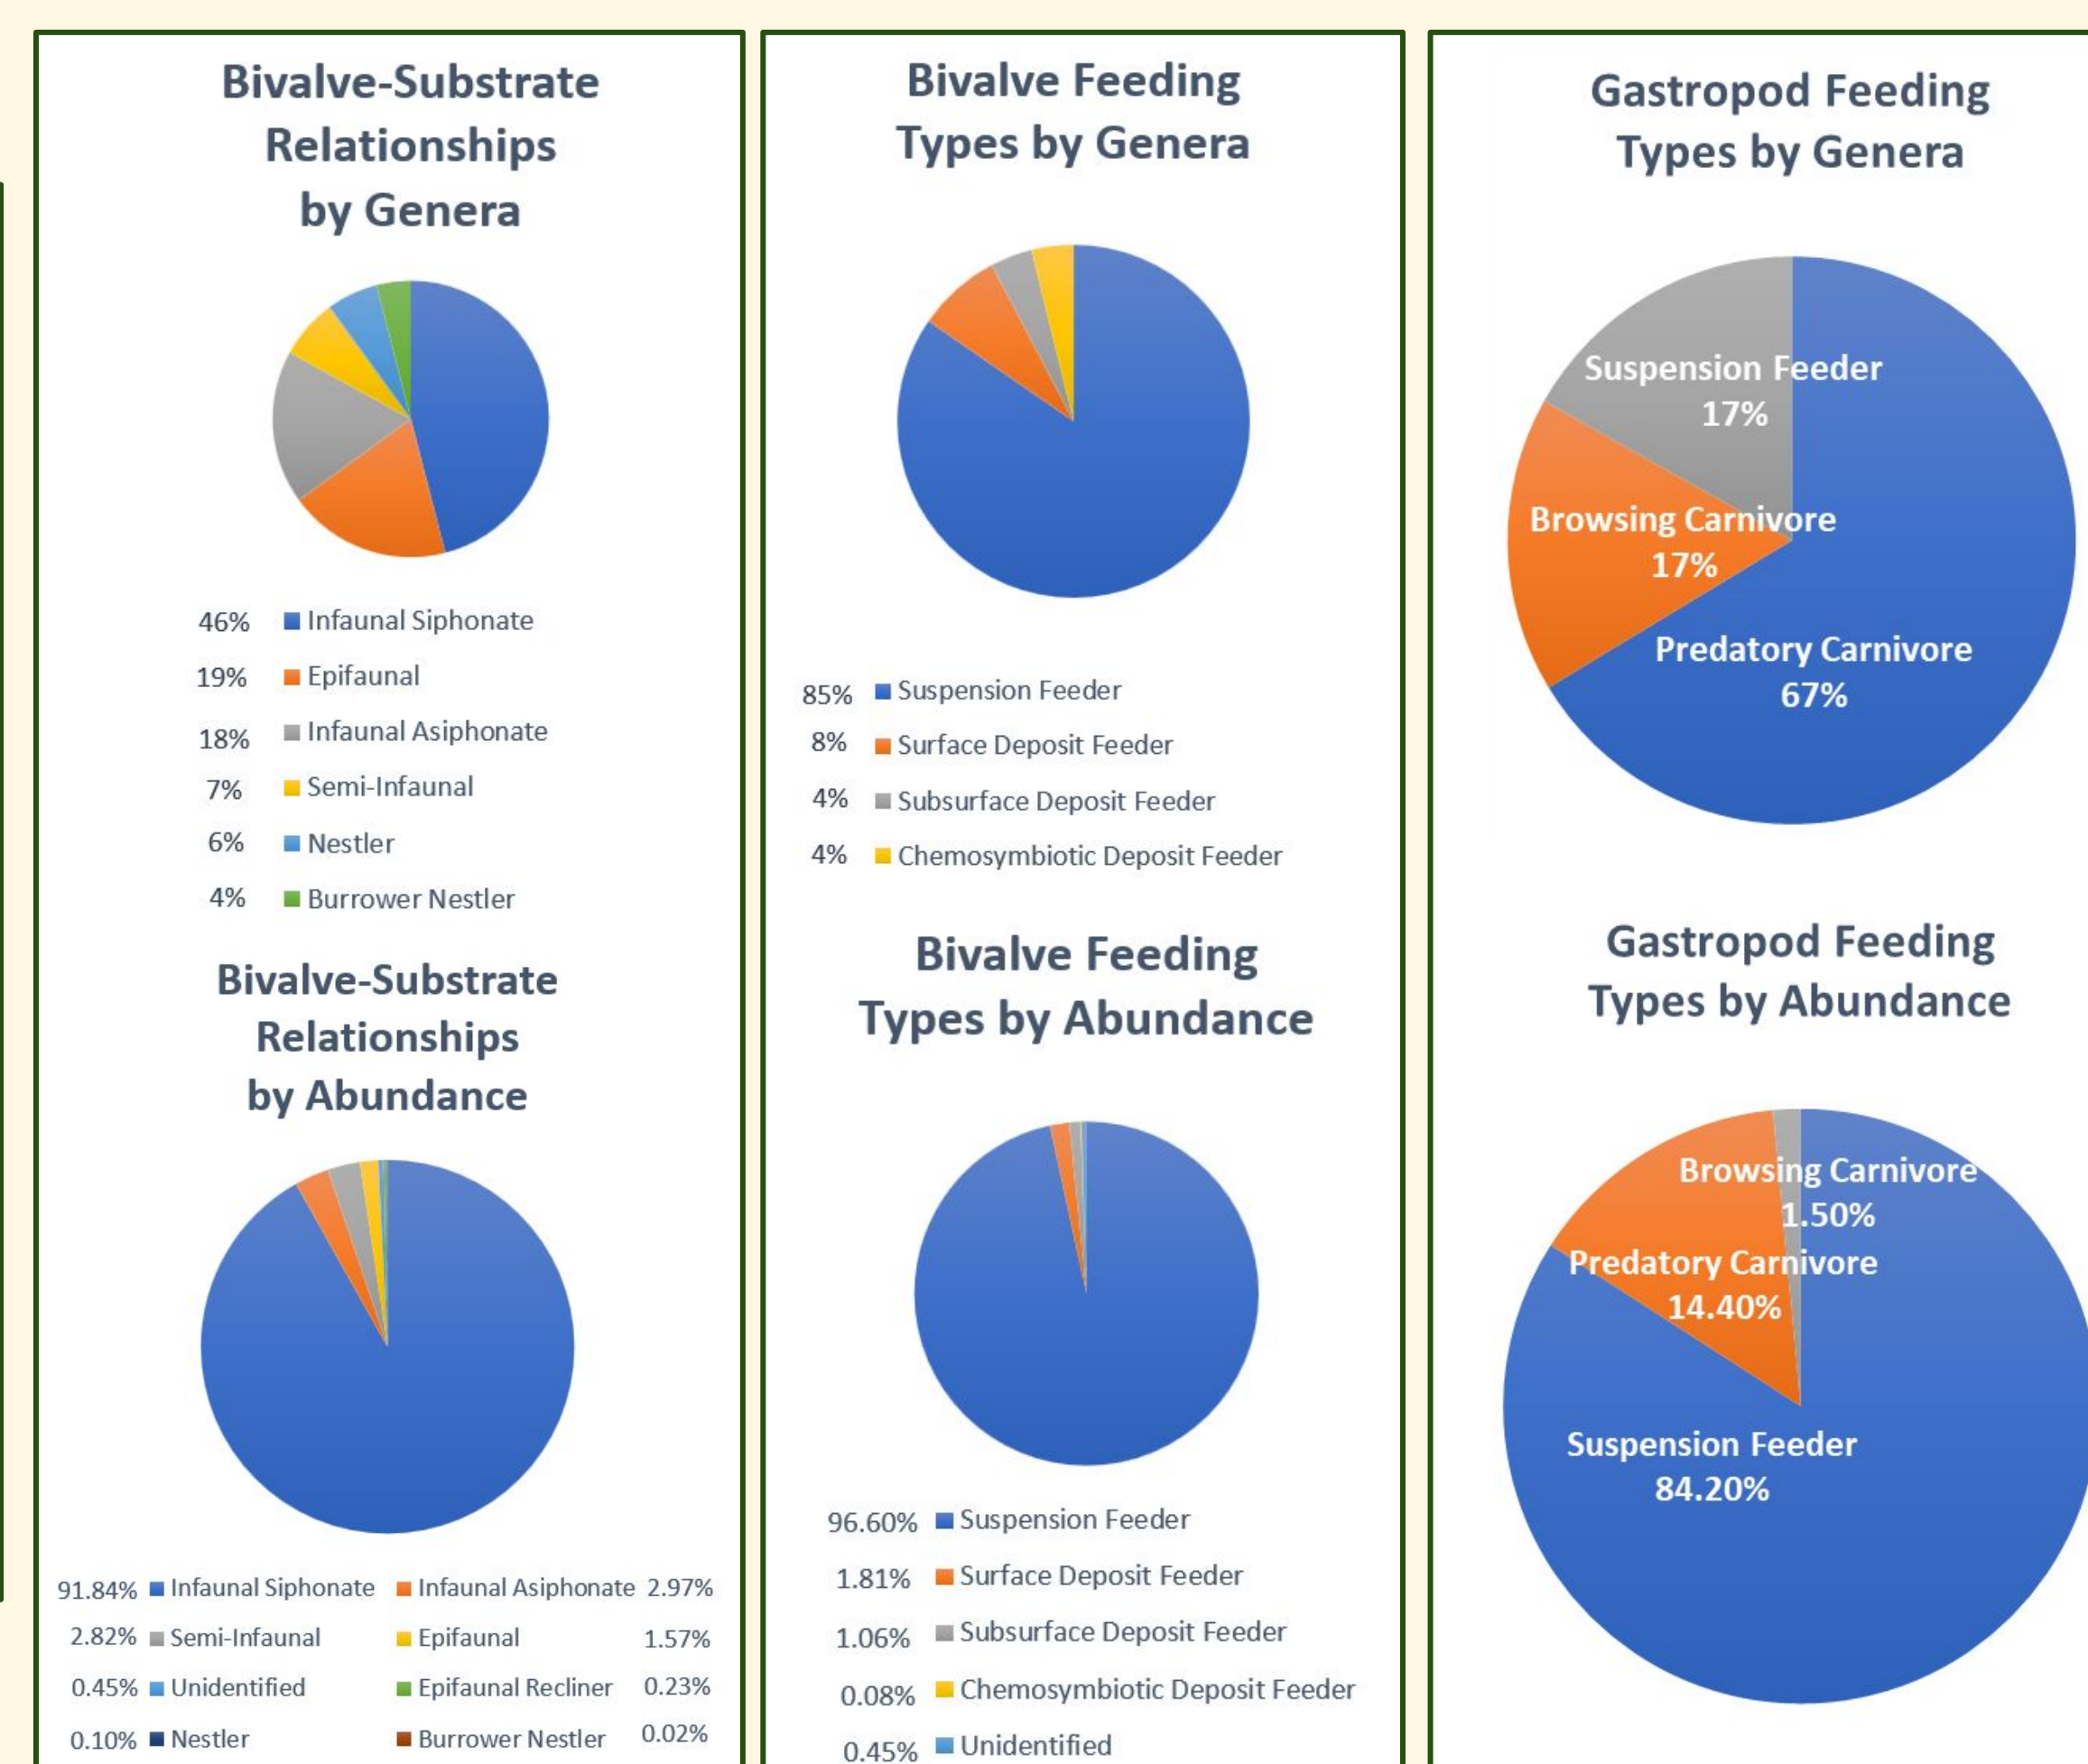 Bivalve-Substrate
Relationships
by Genera
46% Infaunal Siphonate
19% Epifaunal
18% Infaunal Asiphonate
7% Semi-Infaunal
6% Nestler
4% Burrower Nestler
Bivalve-Substrate
Relationships
by Abundance
91.84% Infaunal Siphonate Infaunal Asiphonate 2.97%
2.82% Semi-Infaunal Epifaunal 1.57%
0.45% Unidentified Epifaunal Recliner 0.23%
0.10% Nestler Burrower Nestler 0.02%
Bivalve Feeding
Types by Genera
85% Suspension Feeder
8% Surface Deposit Feeder
4% Subsurface Deposit Feeder
4% Chemosymbiotic Deposit Feeder
Bivalve Feeding
Types by Abundance
96.60% Suspension Feeder
1.81% Surface Deposit Feeder
1.06% Subsurface Deposit Feeder
0.08% Chemosymbiotic Deposit Feeder
0.45% Unidentified
Gastropod Feeding
Types by Genera
Suspension Feeder
17%
Browsing Carnivore
17%
Predatory Carnivore
67%
Gastropod Feeding
Types by Abundance
Browsing Carnivore
1.50%
Predatory Carnivore
14.40%
Suspension Feeder
84.20%